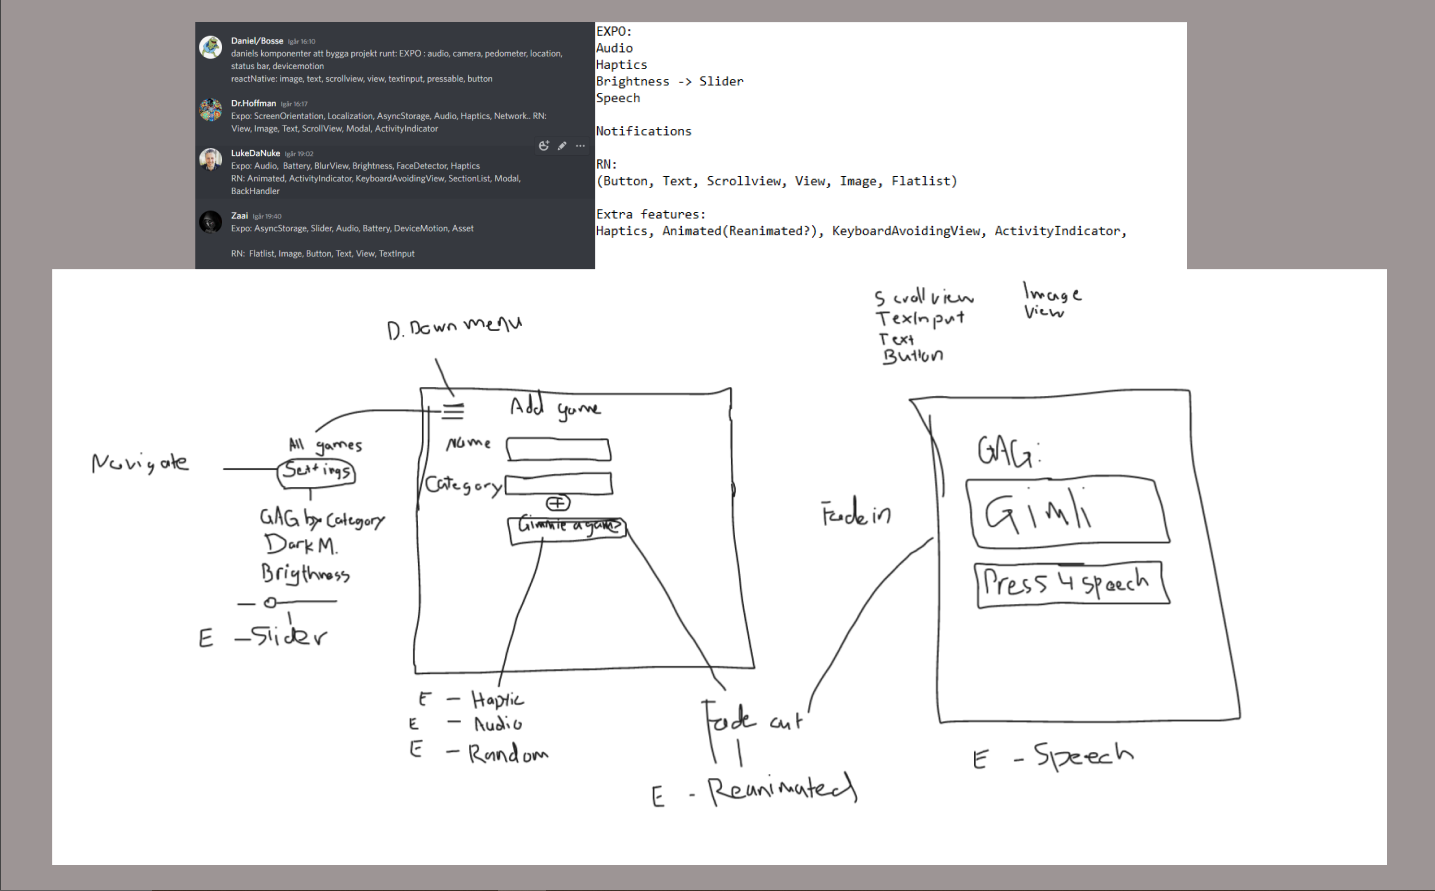 Daniel/Bosse Igår 16:10
daniels komponenter att bygga projekt runt: EXPO : audio, camera, pedometer, location,
status bar, devicemotion
reactNative: image, text, scrollview, view, textinput, pressable, button
Dr.Hoffman Igår 16:17
Expo: ScreenOrientation, Localization, AsyncStorage, Audio, Haptics, Network.. RN:
View, Image, Text, ScrollView, Modal, ActivityIndicator
LukeDaNuke Igår 19:02
Expo: Audio, Battery, BlurView, Brightness, FaceDetector, Haptics
RN: Animated, ActivityIndicator, KeyboardAvoidingView, SectionList, Modal,
BackHandler
Zaai Igår 19:40
Expo: AsyncStorage, Slider, Audio, Battery, DeviceMotion, Asset
RN: Flatlist, Image, Button, Text, View, TextInput
EXPO:
Audio
Haptics
Brightness -> Slider
Speech
Notifications
RN:
(Button, Text, Scrollview, View, Image, Flatlist)
Extra features:
Haptics, Animated(Reanimated?), KeyboardAvoidingView, ActivityIndicator,
Scrollview
TexInput
Text
Button
Image
View
D.Down menu
Add game
Name
Category
+
Gimmie a game
All games
Navigate
Settings
GAG by category
Dark M.
Brigthness
E - Slider
E - Haptic
E - Audio
E - Random
Fade out
E - Reanimated
Fade in
GAG:
Gimli
Press 4 speech
E - Speech